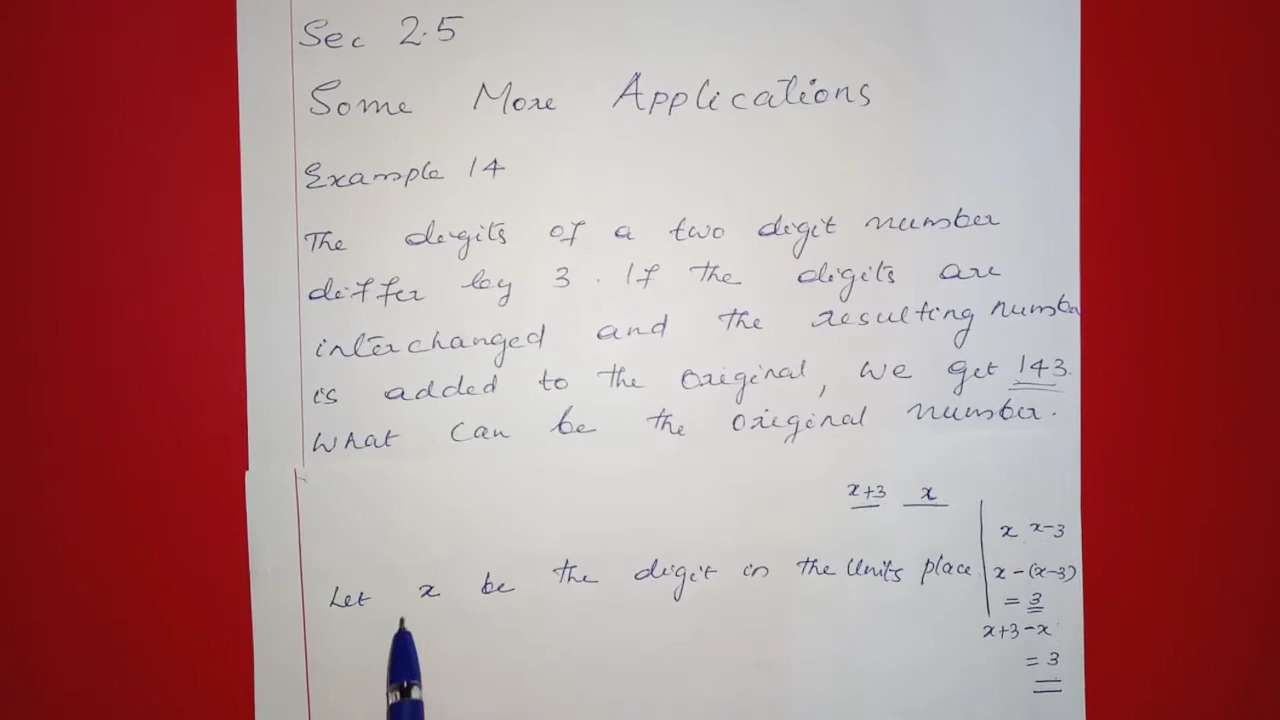 Sec 2.5
Some More Applications
Example 14
The digits of a two digit number
differ by 3. If the digits are
interchanged and the resulting number
is added to the original, we get 143.
What can be the original number.
x+3 x
x x-3
Let x be the digit in the Units place
x-(x-3)
= 3
x+3-x
= 3